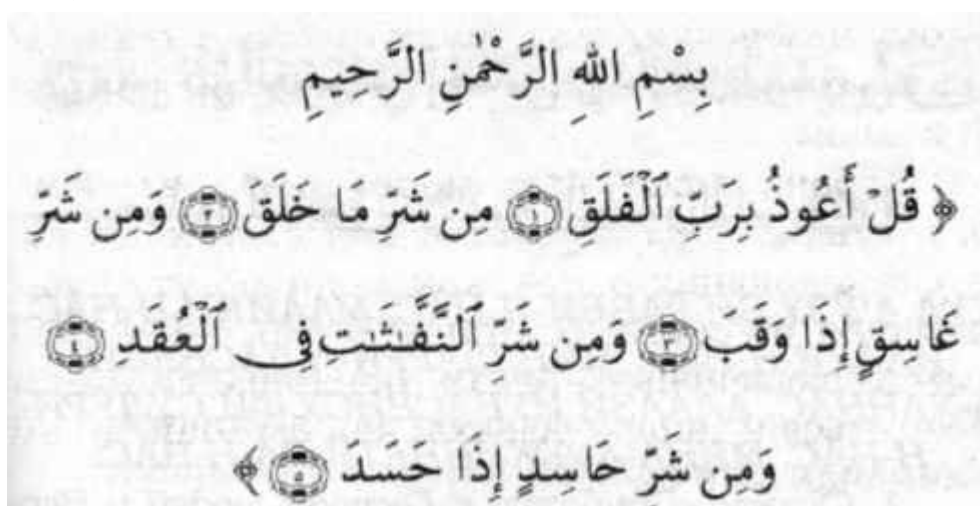 بِسْمِ اللهِ الرَّحْمٰنِ الرَّحِيمِ
﴿ قُلْ أَعُوذُ بِرَبِّ ٱلْفَلَقِ ۝١ مِن شَرِّ مَا خَلَقَ ۝٢ وَمِن شَرِّ
غَاسِقٍ إِذَا وَقَبَ ۝٣ وَمِن شَرِّ ٱلنَّفَّـٰثَـٰتِ فِى ٱلْعُقَدِ ۝٤
وَمِن شَرِّ حَاسِدٍ إِذَا حَسَدَ ۝٥ ﴾